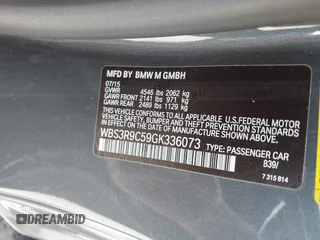 MFD BY BMW M GMBH
07/15
GVWR 4546 lbs 2062 kg
GAWR FRONT 2141 lbs 971 kg
GAWR REAR 2489 lbs 1129 kg
THIS VEHICLE CONFORMS TO ALL APPLICABLE
FEDERAL MOTOR VEHICLE SAFETY, BUMPER,
AND THEFT PREVENTION STANDARDS IN EFFECT
ON THE DATE OF MANUFACTURE SHOWN ABOVE.
WBS3R9C59GK336073 TYPE: PASSENGER CAR
B39/
7 315 814
DREAMBID